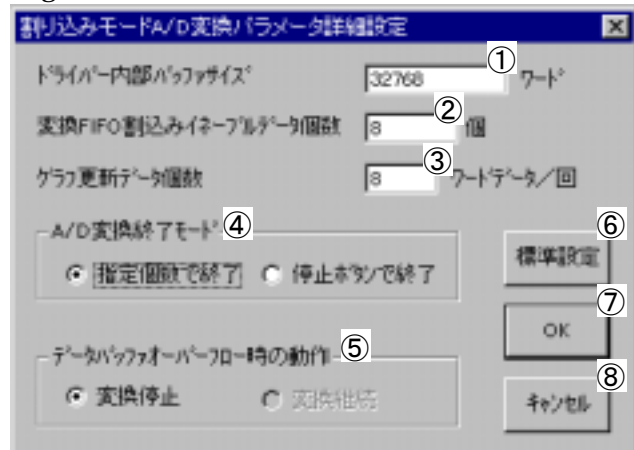 割り込みモードA/D変換パラメータ詳細設定
ﾄﾞﾗｲﾊﾞｰ内部ﾊﾞｯﾌｧｻｲｽﾞ 32768 ① ﾜｰﾄﾞ
変換FIFO割込みｲﾈｰﾌﾞﾙﾃﾞｰﾀ個数 8 ② 個
ｸﾞﾗﾌ更新ﾃﾞｰﾀ個数 8 ③ ﾜｰﾄﾞﾃﾞｰﾀ/回
A/D変換終了ﾓｰﾄﾞ ④
指定個数で終了 停止ﾎﾞﾀﾝで終了
ﾃﾞｰﾀﾊﾞｯﾌｧｵｰﾊﾞｰﾌﾛｰ時の動作 ⑤
変換停止 変換継続
⑥
標準設定
⑦
OK
⑧
ｷｬﾝｾﾙ